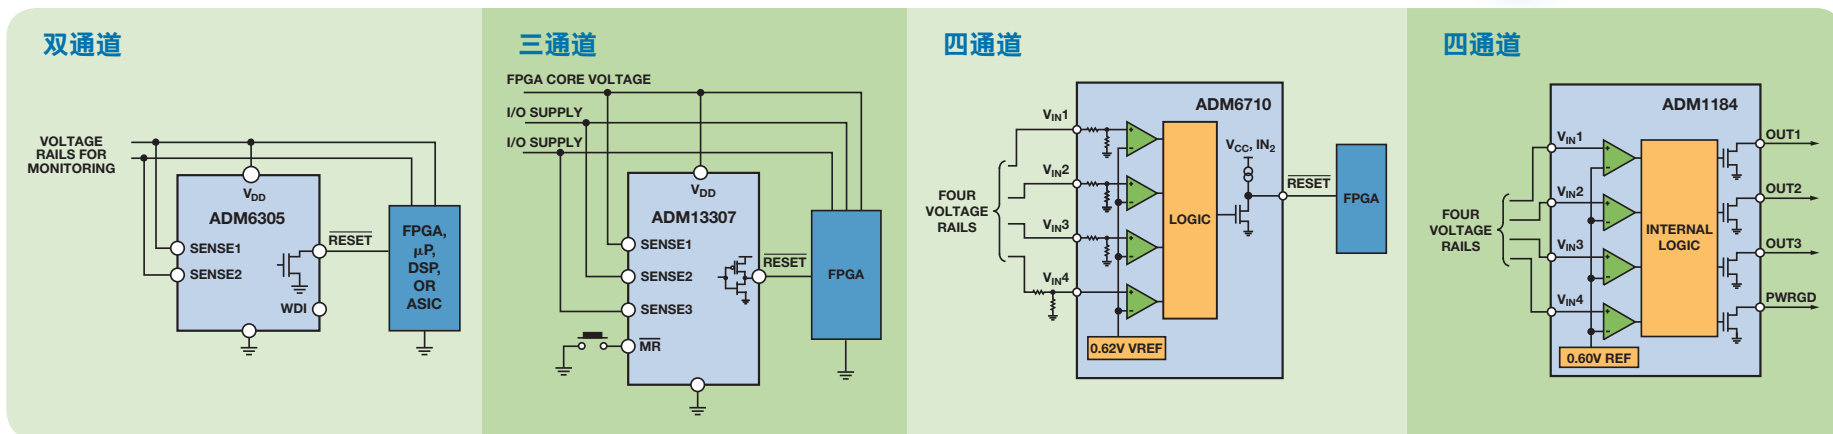 双通道
VOLTAGE
RAILS FOR
MONITORING
VDD
ADM6305
SENSE1
SENSE2
RESET
WDI
FPGA,
µP,
DSP,
OR
ASIC
三通道
FPGA CORE VOLTAGE
I/O SUPPLY
I/O SUPPLY
VDD
ADM13307
SENSE1
SENSE2
SENSE3
MR
RESET
FPGA
四通道
ADM6710
FOUR
VOLTAGE
RAILS
VIN1
VIN2
VIN3
VIN4
LOGIC
VCC, IN2
RESET
FPGA
0.62V VREF
四通道
ADM1184
FOUR
VOLTAGE
RAILS
VIN1
VIN2
VIN3
VIN4
INTERNAL
LOGIC
OUT1
OUT2
OUT3
PWRGD
0.60V REF